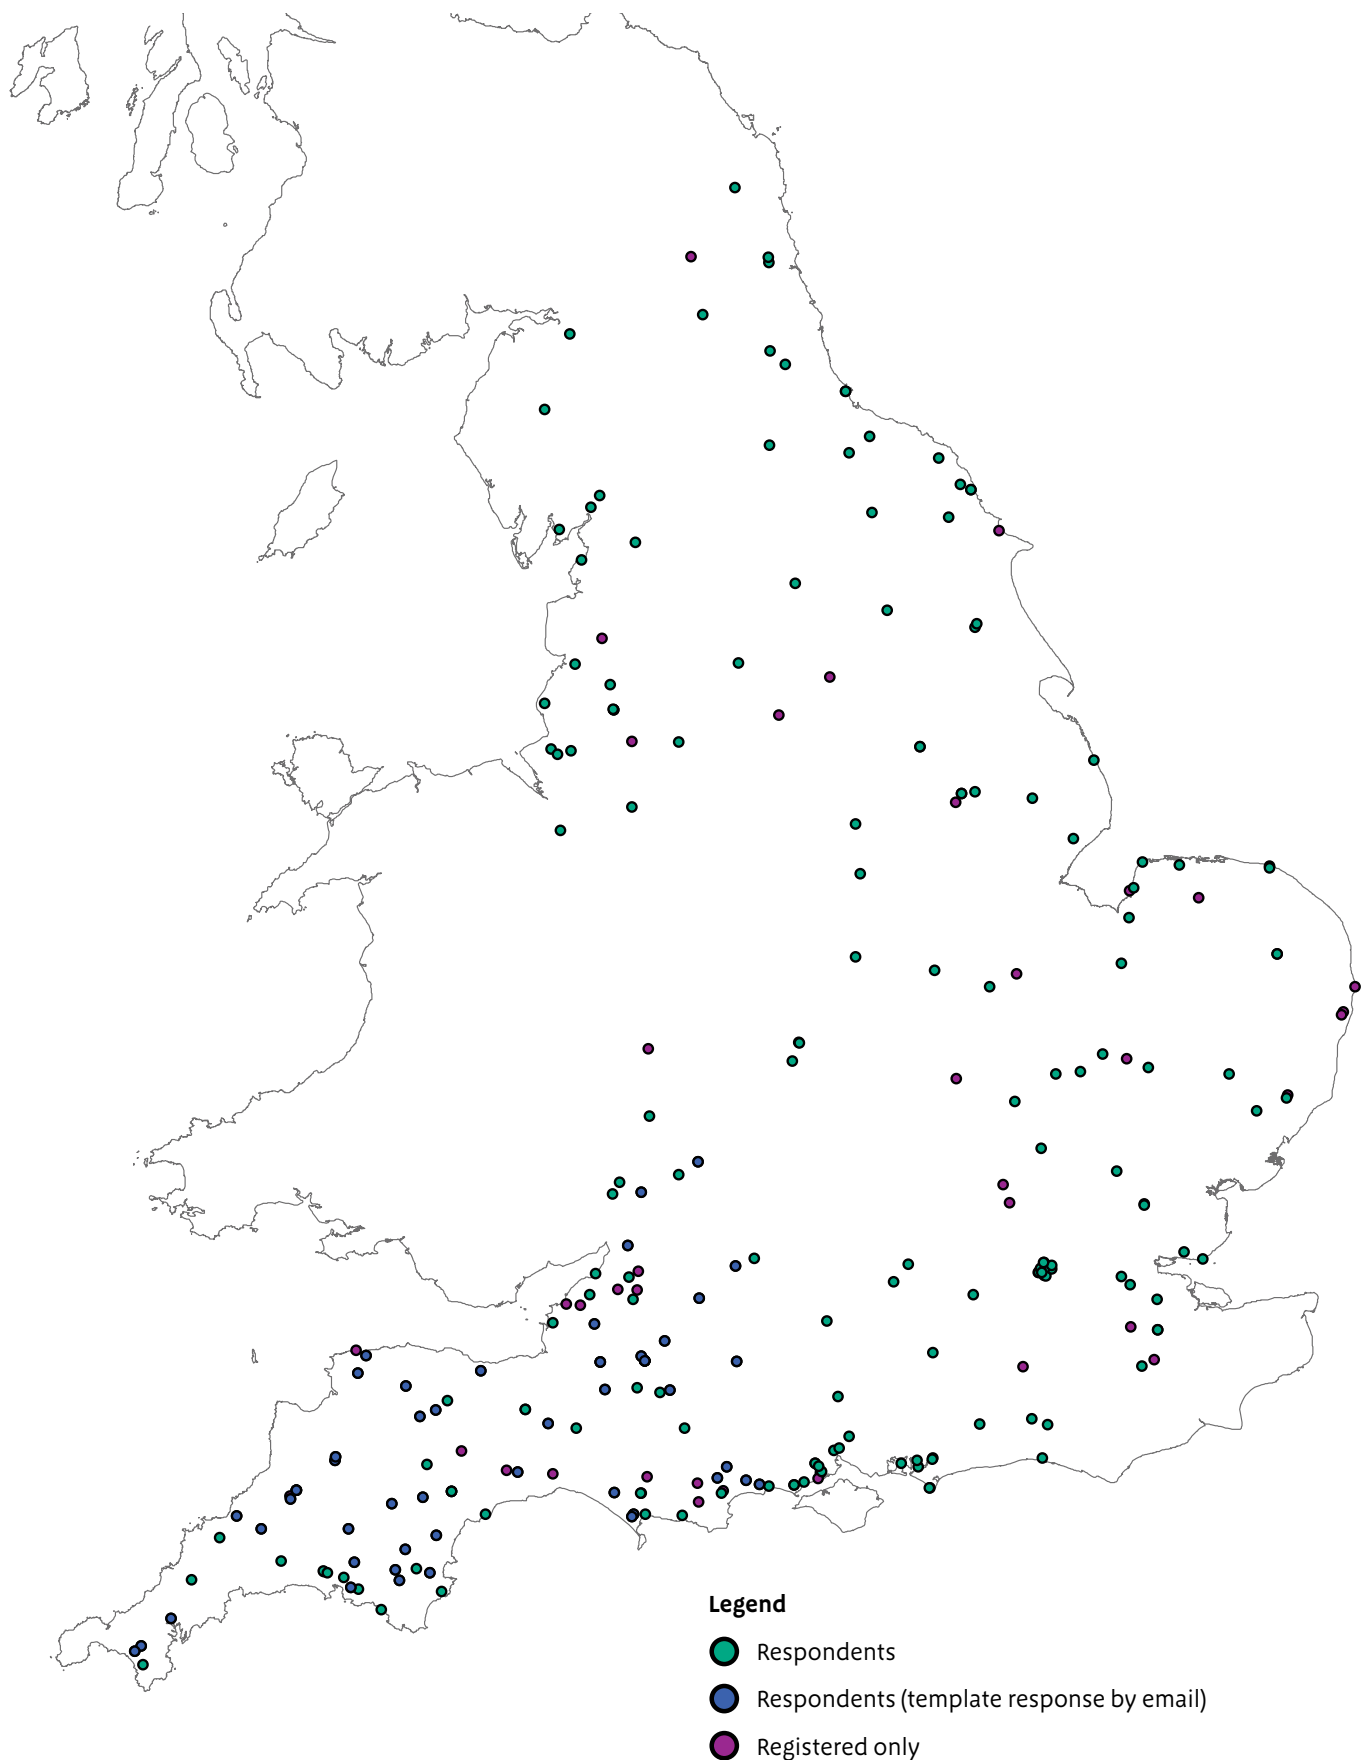 Legend
Respondents
Respondents (template response by email)
Registered only